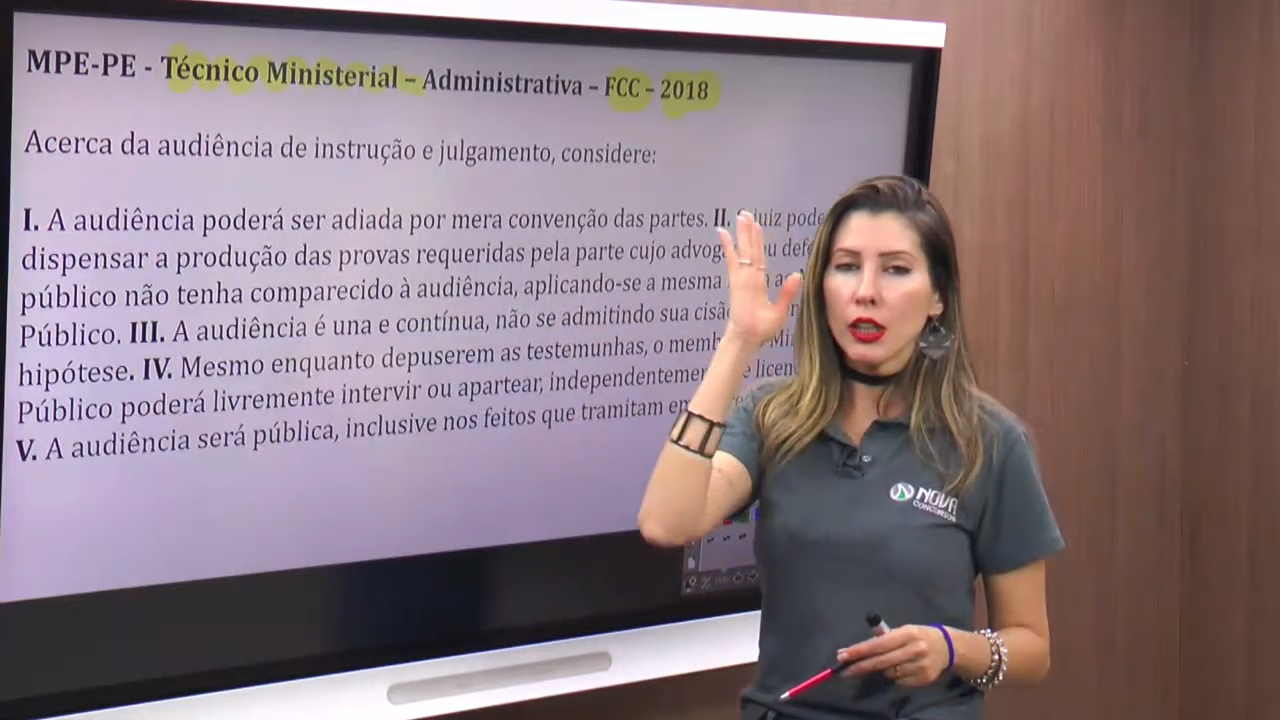 MPE-PE - Técnico Ministerial – Administrativa – FCC – 2018
Acerca da audiência de instrução e julgamento, considere:
I. A audiência poderá ser adiada por mera convenção das partes. II. juiz pode
dispensar a produção das provas requeridas pela parte cujo
público não tenha comparecido à audiência, aplicando-se a mesma
Público. III. A audiência é una e contínua, não se admitindo sua
hipótese. IV. Mesmo enquanto depuserem as testemunhas, o
Público poderá livremente intervir ou apartear,
V. A audiência será pública, inclusive nos feitos que tramitam
NOVA
CONCURSOS